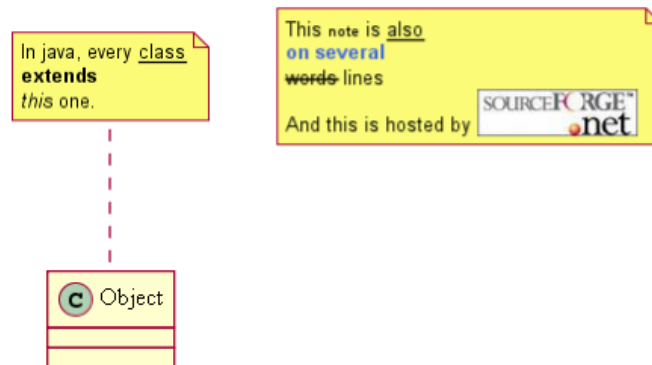 In java, every class
extends
this one.
This note is also
on several
words lines
And this is hosted by SOURCEFORGE™
.net
C Object